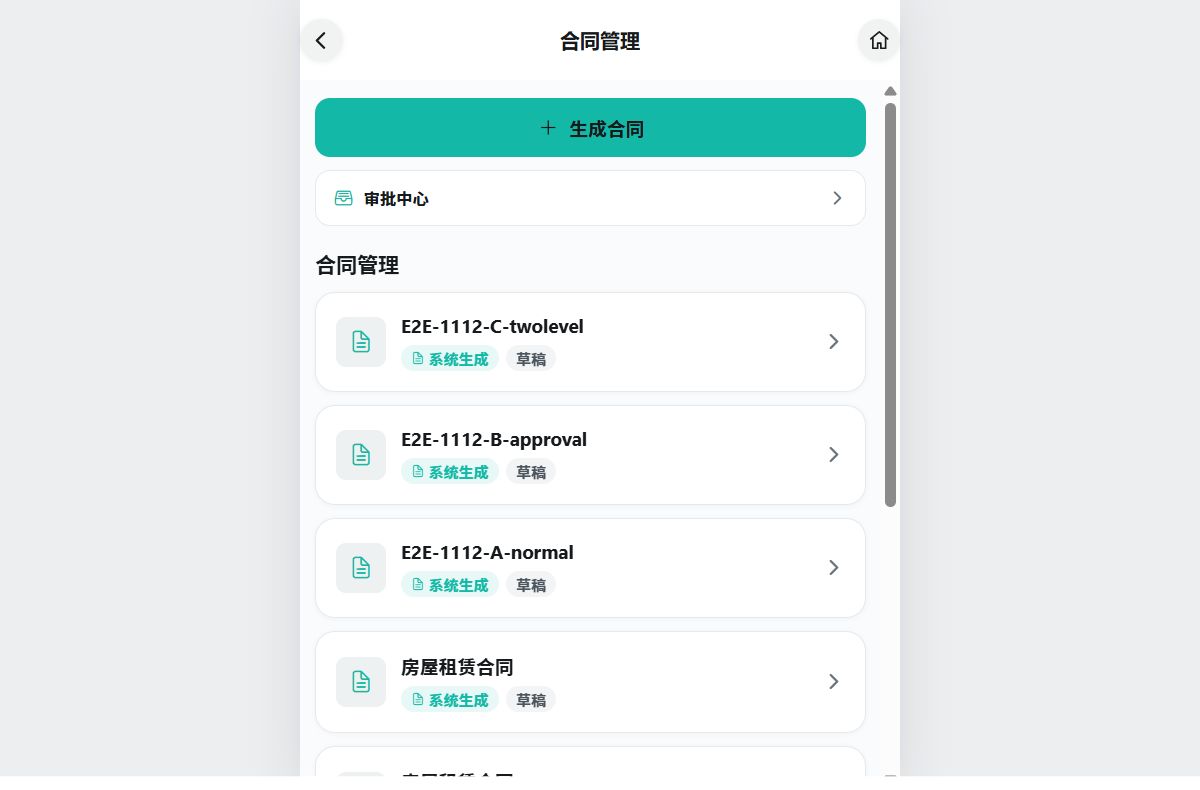 合同管理
生成合同
审批中心
合同管理
E2E-1112-C-twolevel
系统生成 草稿
E2E-1112-B-approval
系统生成 草稿
E2E-1112-A-normal
系统生成 草稿
房屋租赁合同
系统生成 草稿